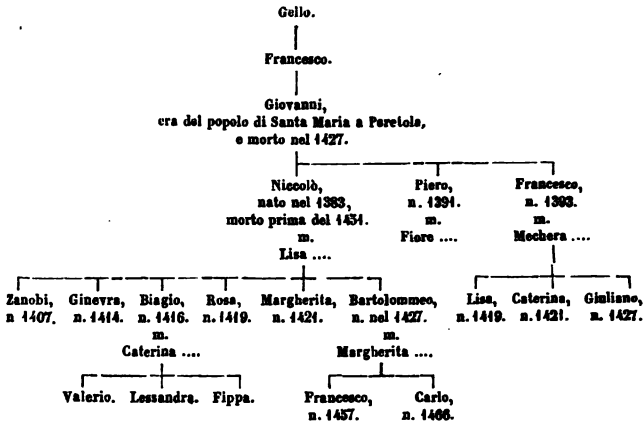 Gello.
Francesco.
Giovanni,
era del popolo di Santa Maria a Peretola,
e morto nel 1427.
Niccolò, Piero, Francesco,
nato nel 1383, n. 1391. n. 1393.
morto prima del 1431. m. m.
m. Fiore .... Mechera ....
Lisa ....
Zanobi, Ginevra, Biagio, Rosa, Margherita, Bartolommeo, Lisa, Caterina, Giuliano,
n 1407. n. 1414. n. 1416. n. 1419. n. 1421. n. nel 1427. n. 1419. n. 1421. n. 1427.
m. m.
Caterina .... Margherita ....
Valerio. Lessandra. Fippa. Francesco, Carlo,
n. 1457. n. 1466.